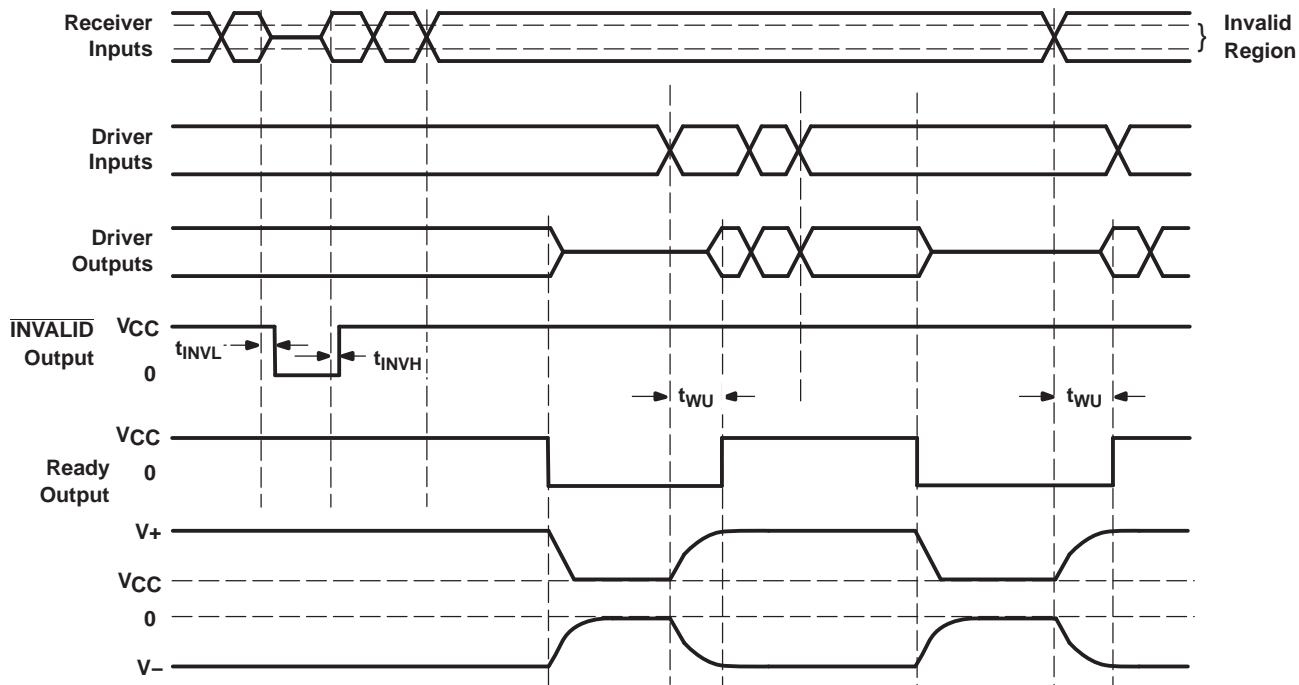 Receiver
Inputs
}
Invalid
Region
Driver
Inputs
Driver
Outputs
INVALID
Output
VCC
0
tINVL
tINVH
tWU
tWU
Ready
Output
VCC
0
V+
VCC
0
V−